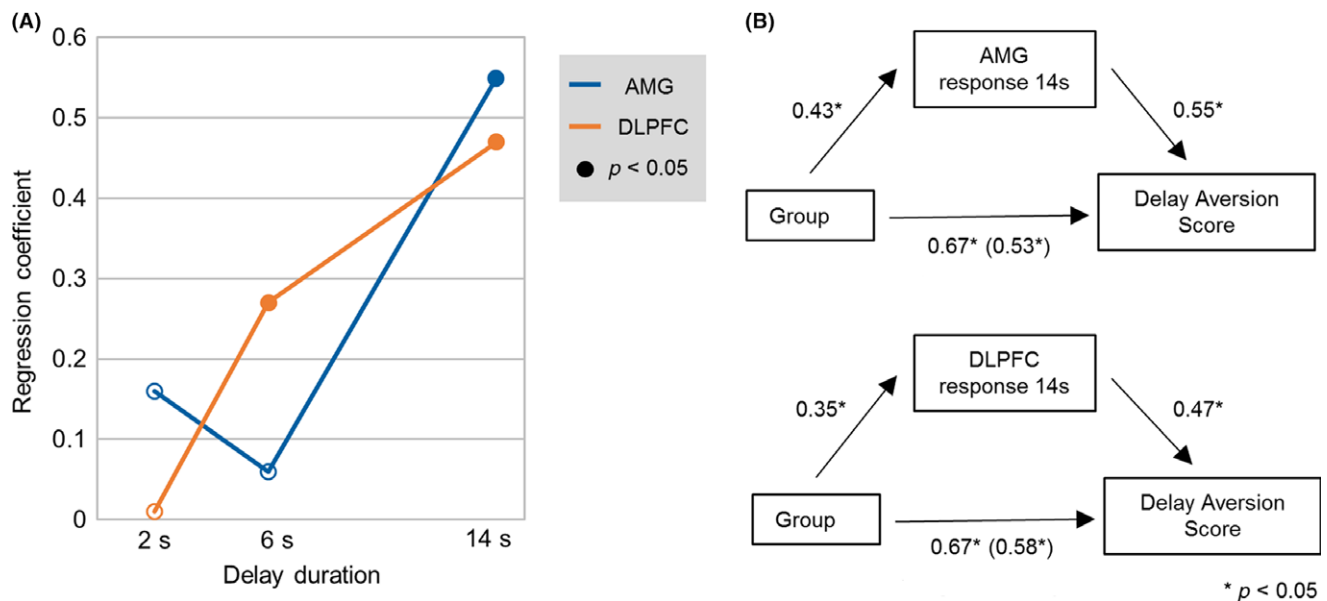 (A)
0.6
0.5
0.4
0.3
0.2
0.1
0
Regression coefficient
2 s
6 s
14 s
Delay duration
AMG
DLPFC
p < 0.05
(B)
AMG
response 14s
0.43*
0.55*
Group
Delay Aversion
Score
0.67* (0.53*)
DLPFC
response 14s
0.35*
0.47*
Group
Delay Aversion
Score
0.67* (0.58*)
* p < 0.05